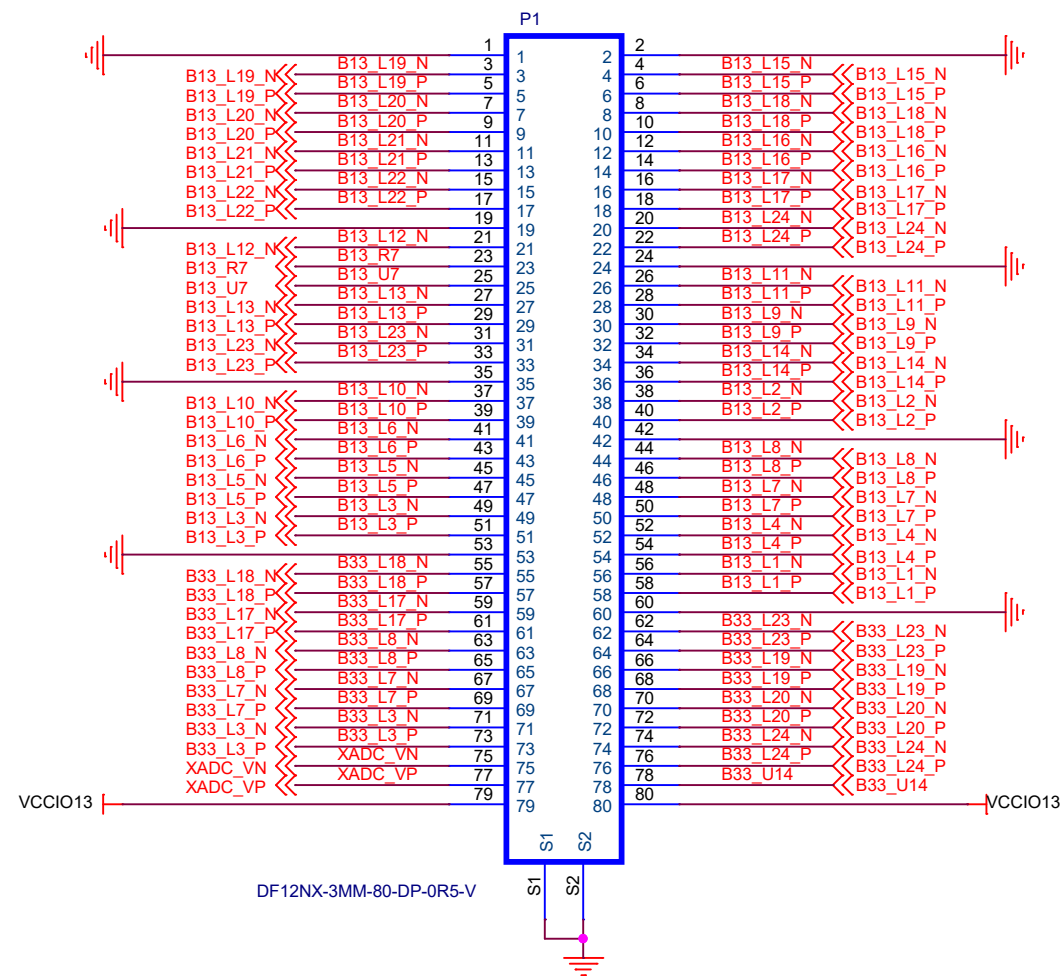 P1
1 1 2 2
B13_L19_N B13_L19_N 3 3 4 4 B13_L15_N B13_L15_N
B13_L19_P B13_L19_P 5 5 6 6 B13_L15_P B13_L15_P
B13_L20_N B13_L20_N 7 7 8 8 B13_L18_N B13_L18_N
B13_L20_P B13_L20_P 9 9 10 10 B13_L18_P B13_L18_P
B13_L21_N B13_L21_N 11 11 12 12 B13_L16_N B13_L16_N
B13_L21_P B13_L21_P 13 13 14 14 B13_L16_P B13_L16_P
B13_L22_N B13_L22_N 15 15 16 16 B13_L17_N B13_L17_N
B13_L22_P B13_L22_P 17 17 18 18 B13_L17_P B13_L17_P
19 19 20 20 B13_L24_N B13_L24_N
B13_L12_N B13_L12_N 21 21 22 22 B13_L24_P B13_L24_P
B13_R7 B13_R7 23 23 24 24
B13_U7 B13_U7 25 25 26 26 B13_L11_N B13_L11_N
B13_L13_N B13_L13_N 27 27 28 28 B13_L11_P B13_L11_P
B13_L13_P B13_L13_P 29 29 30 30 B13_L9_N B13_L9_N
B13_L23_N B13_L23_N 31 31 32 32 B13_L9_P B13_L9_P
B13_L23_P B13_L23_P 33 33 34 34 B13_L14_N B13_L14_N
35 35 36 36 B13_L14_P B13_L14_P
B13_L10_N B13_L10_N 37 37 38 38 B13_L2_N B13_L2_N
B13_L10_P B13_L10_P 39 39 40 40 B13_L2_P B13_L2_P
B13_L6_N B13_L6_N 41 41 42 42
B13_L6_P B13_L6_P 43 43 44 44 B13_L8_N B13_L8_N
B13_L5_N B13_L5_N 45 45 46 46 B13_L8_P B13_L8_P
B13_L5_P B13_L5_P 47 47 48 48 B13_L7_N B13_L7_N
B13_L3_N B13_L3_N 49 49 50 50 B13_L7_P B13_L7_P
B13_L3_P B13_L3_P 51 51 52 52 B13_L4_N B13_L4_N
53 53 54 54 B13_L4_P B13_L4_P
B33_L18_N B33_L18_N 55 55 56 56 B13_L1_N B13_L1_N
B33_L18_P B33_L18_P 57 57 58 58 B13_L1_P B13_L1_P
B33_L17_N B33_L17_N 59 59 60 60
B33_L17_P B33_L17_P 61 61 62 62 B33_L23_N B33_L23_N
B33_L8_N B33_L8_N 63 63 64 64 B33_L23_P B33_L23_P
B33_L8_P B33_L8_P 65 65 66 66 B33_L19_N B33_L19_N
B33_L7_N B33_L7_N 67 67 68 68 B33_L19_P B33_L19_P
B33_L7_P B33_L7_P 69 69 70 70 B33_L20_N B33_L20_N
B33_L3_N B33_L3_N 71 71 72 72 B33_L20_P B33_L20_P
B33_L3_P B33_L3_P 73 73 74 74 B33_L24_N B33_L24_N
XADC_VN XADC_VN 75 75 76 76 B33_L24_P B33_L24_P
XADC_VP XADC_VP 77 77 78 78 B33_U14 B33_U14
VCCIO13 79 79 80 80 VCCIO13
S1 S2
S1 S2
DF12NX-3MM-80-DP-0R5-V